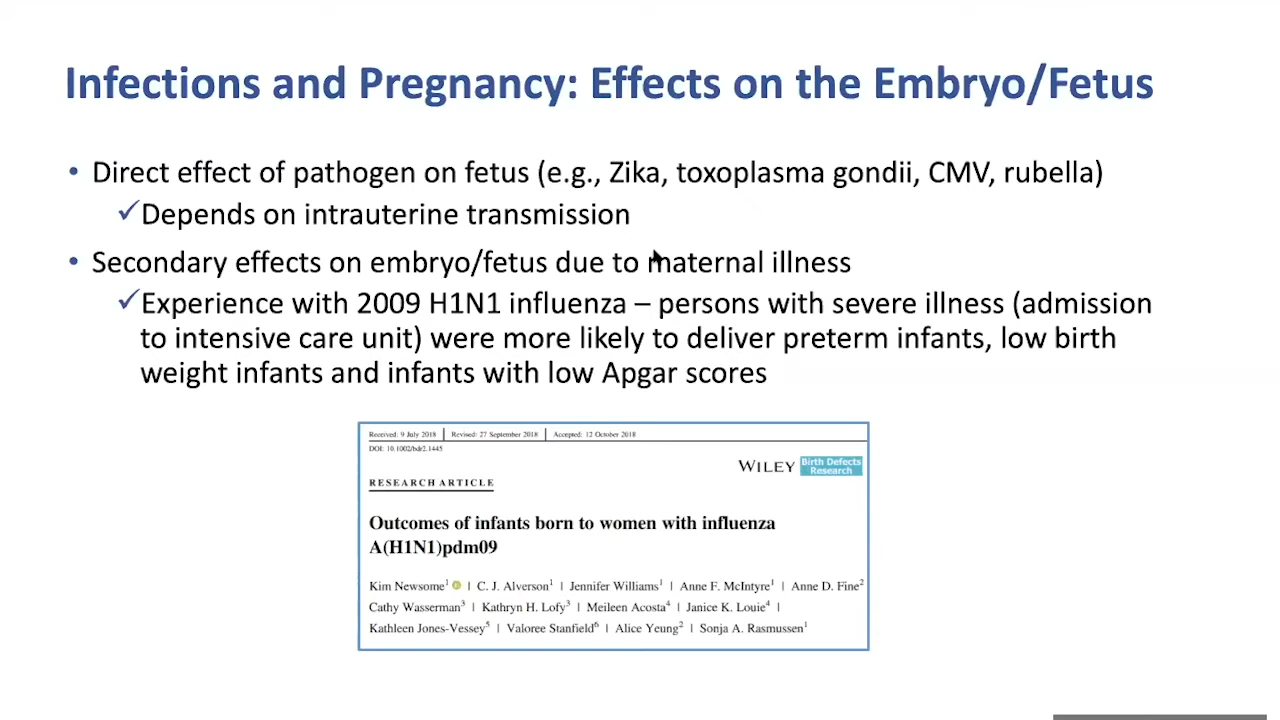 Infections and Pregnancy: Effects on the Embryo/Fetus
• Direct effect of pathogen on fetus (e.g., Zika, toxoplasma gondii, CMV, rubella)
✓Depends on intrauterine transmission
• Secondary effects on embryo/fetus due to maternal illness
✓Experience with 2009 H1N1 influenza – persons with severe illness (admission
to intensive care unit) were more likely to deliver preterm infants, low birth
weight infants and infants with low Apgar scores
Received: 9 July 2018 | Revised: 27 September 2018 | Accepted: 12 October 2018
DOI: 10.1002/bdr2.1445
WILEY Birth Defects
Research
RESEARCH ARTICLE
Outcomes of infants born to women with influenza
A(H1N1)pdm09
Kim Newsome¹ iD | C. J. Alverson¹ | Jennifer Williams¹ | Anne F. McIntyre¹ | Anne D. Fine²
Cathy Wasserman³ | Kathryn H. Lofy³ | Meileen Acosta⁴ | Janice K. Louie⁴ |
Kathleen Jones-Vessey⁵ | Valoree Stanfield⁶ | Alice Yeung² | Sonja A. Rasmussen¹